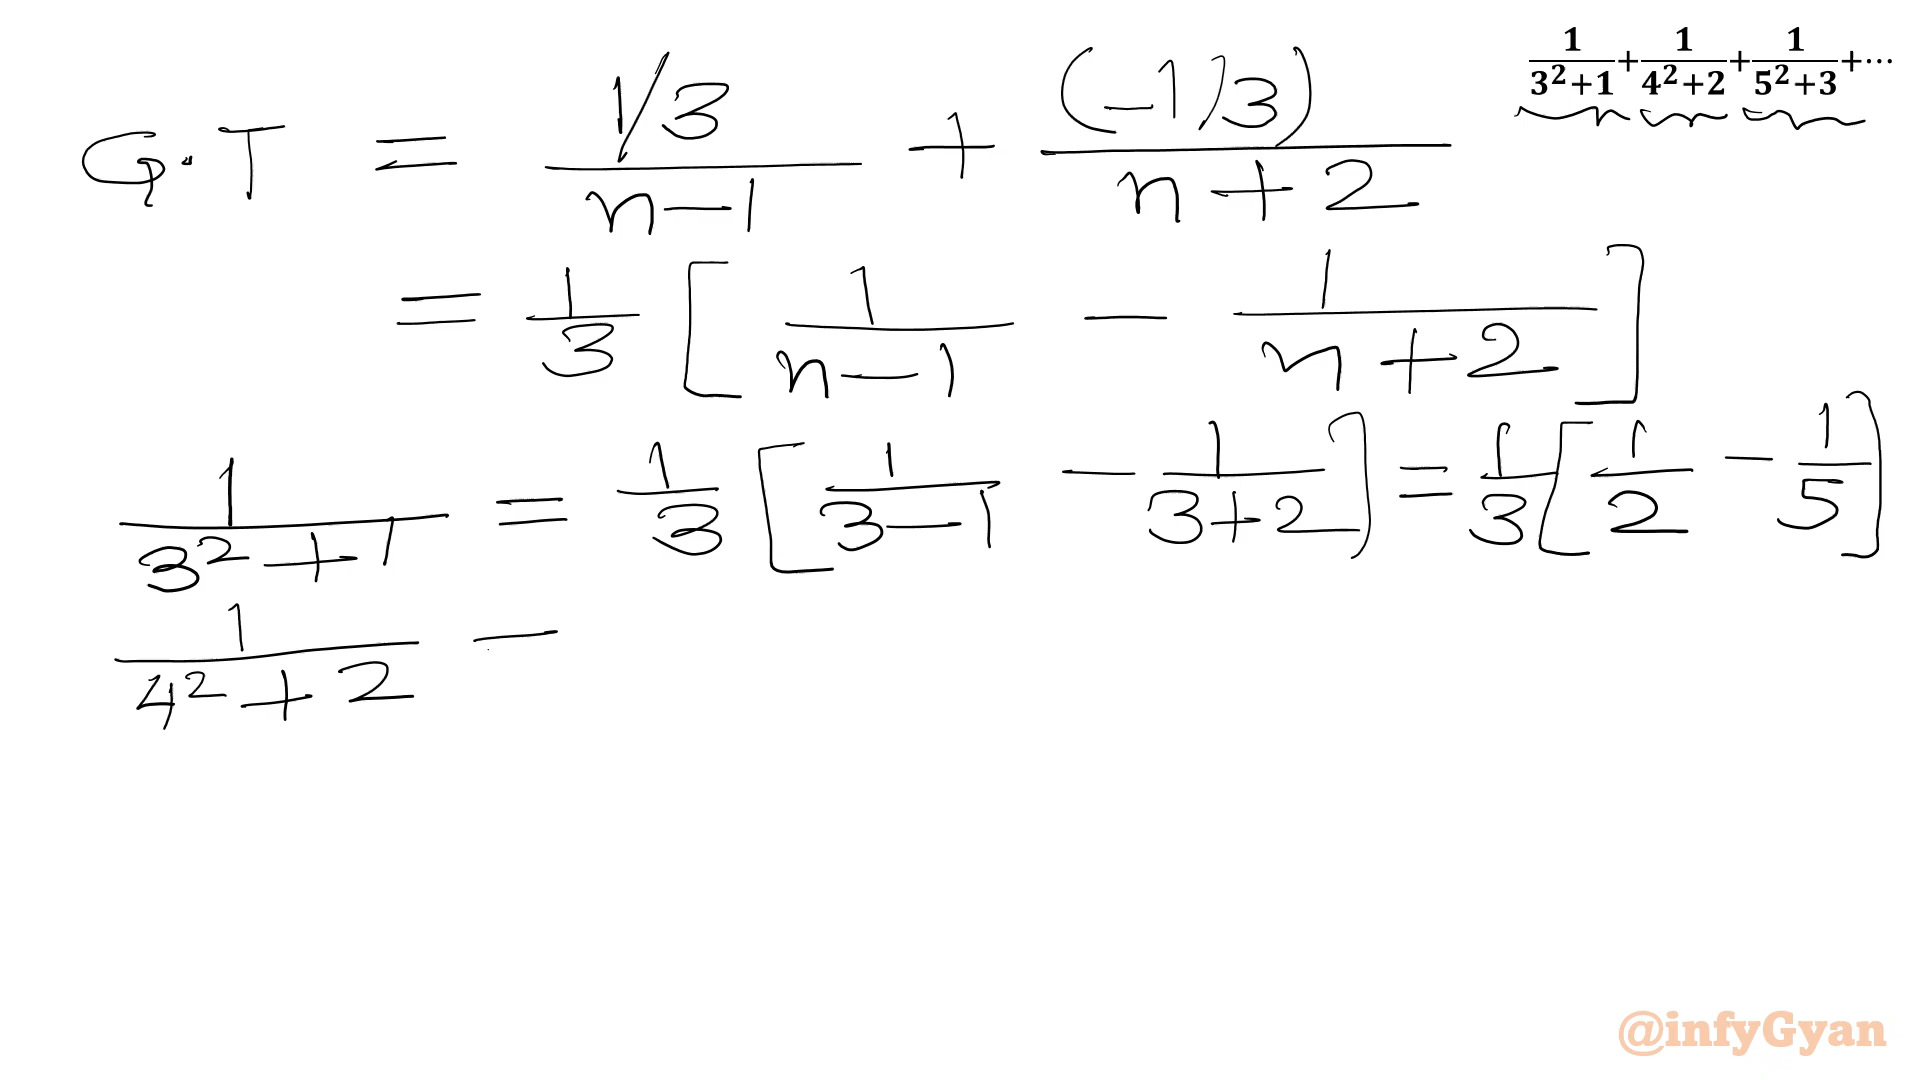 1/(3²+1) + 1/(4²+2) + 1/(5²+3) + ⋯
G.T = (1/3)/(n-1) + (-1/3)/(n+2)
= 1/3 [ 1/(n-1) - 1/(n+2) ]
1/(3²+1) = 1/3 [ 1/(3-1) - 1/(3+2) ] = 1/3 [ 1/2 - 1/5 ]
1/(4²+2) -
@infyGyan